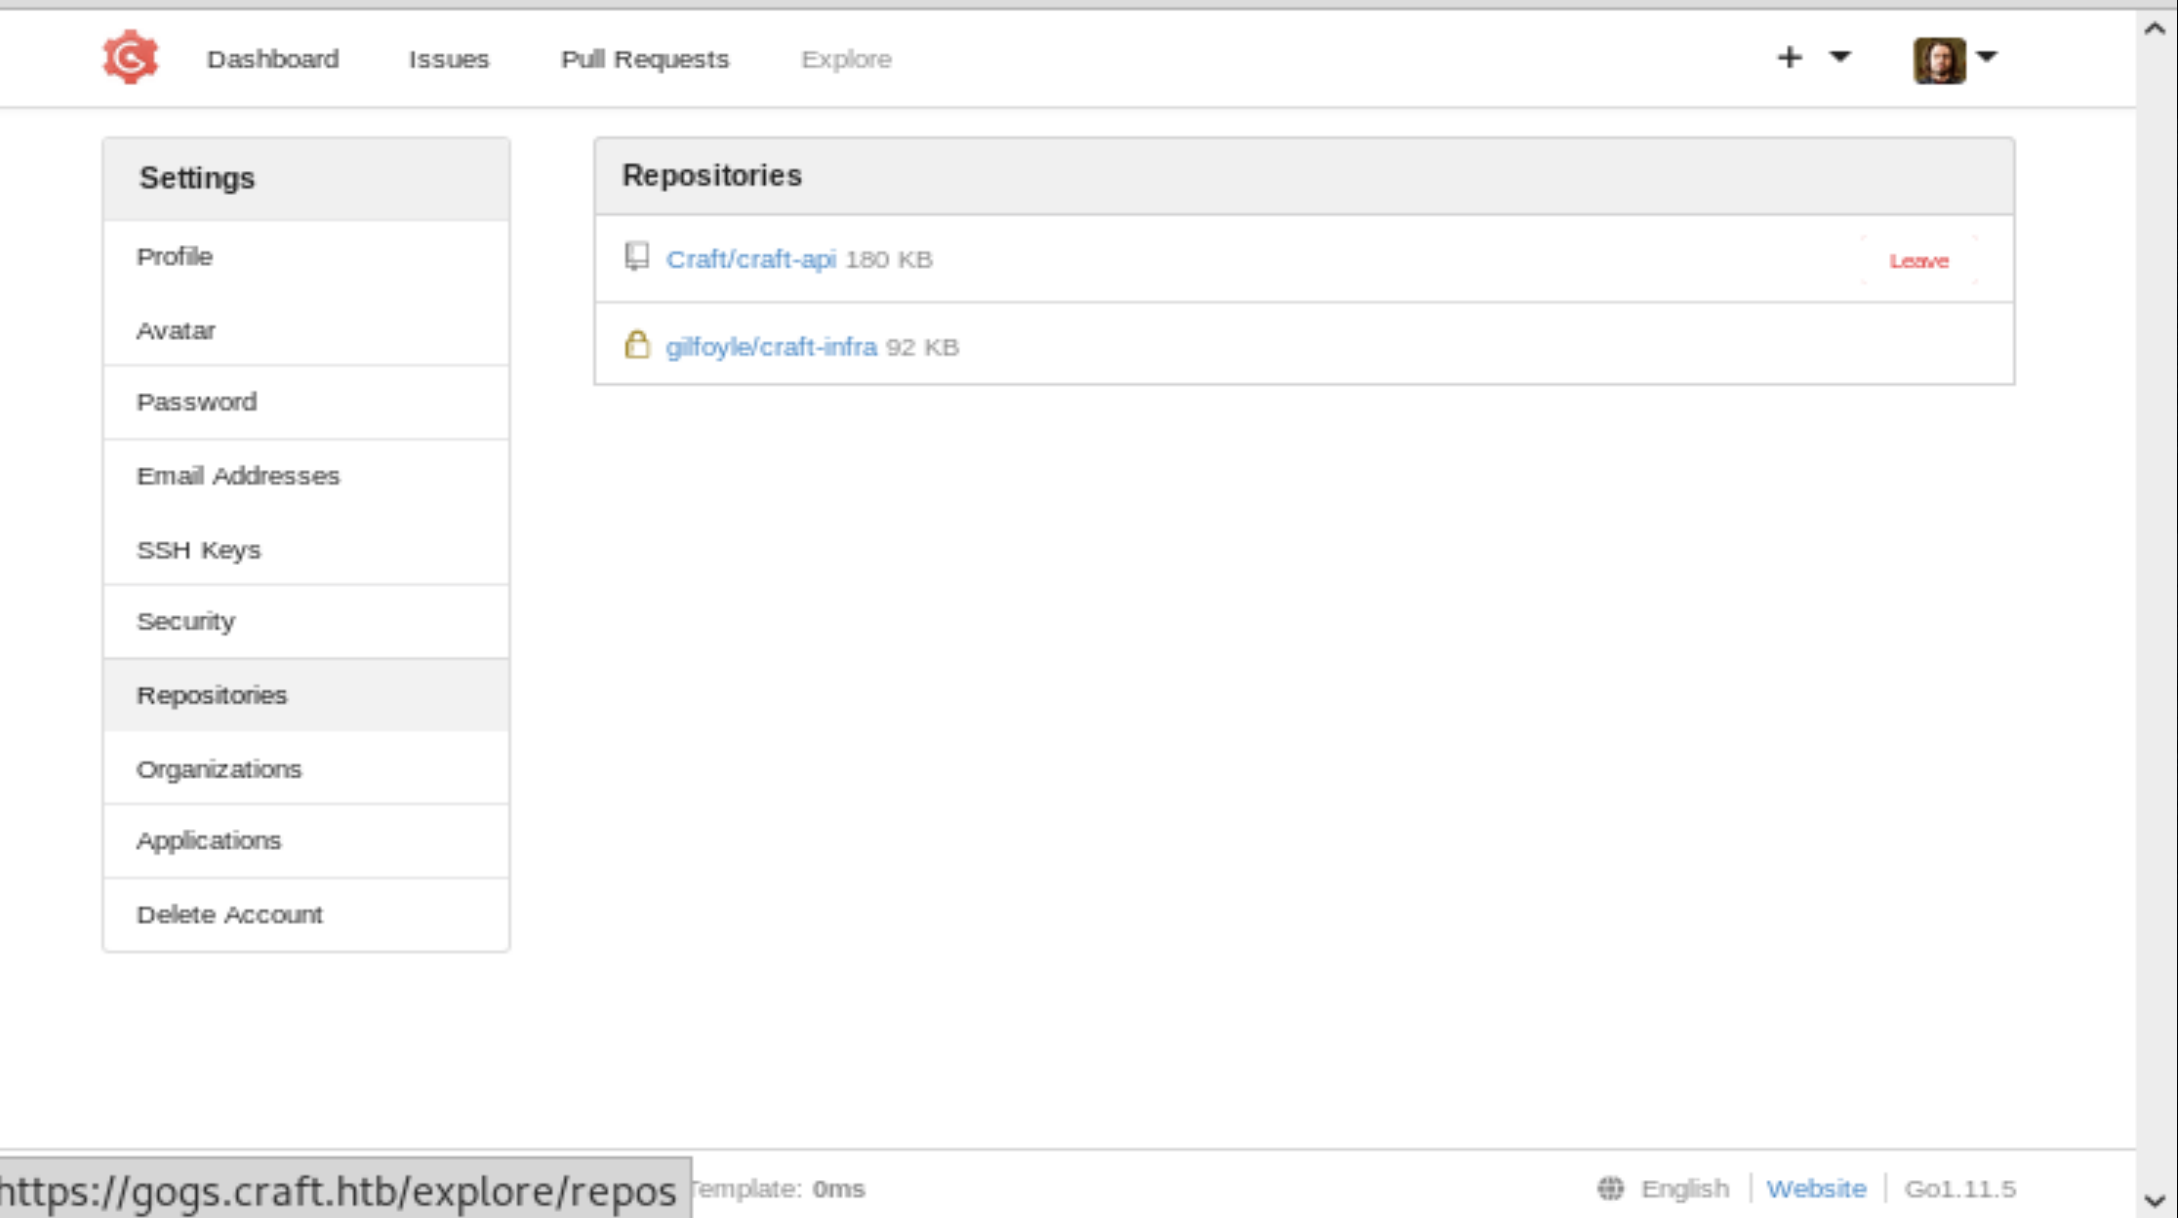 Dashboard Issues Pull Requests Explore
Settings
Profile
Avatar
Password
Email Addresses
SSH Keys
Security
Repositories
Organizations
Applications
Delete Account
Repositories
Craft/craft-api 180 KB Leave
gilfoyle/craft-infra 92 KB
https://gogs.craft.htb/explore/repos Template: 0ms English Website Go1.11.5